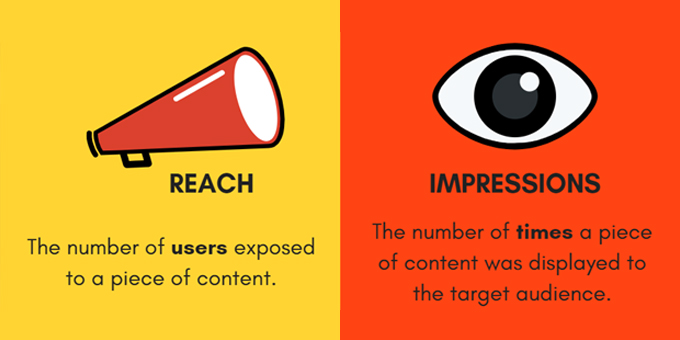 REACH
The number of users exposed
to a piece of content.
IMPRESSIONS
The number of times a piece
of content was displayed to
the target audience.